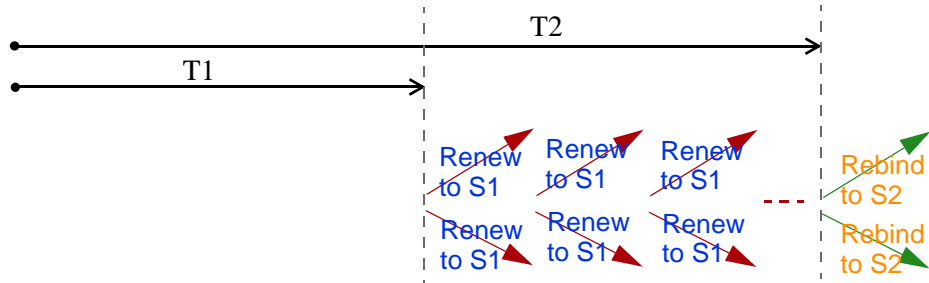 T2
T1
Renew
to S1
Renew
to S1
Renew
to S1
Rebind
to S2
Renew
to S1
Renew
to S1
Renew
to S1
Rebind
to S2